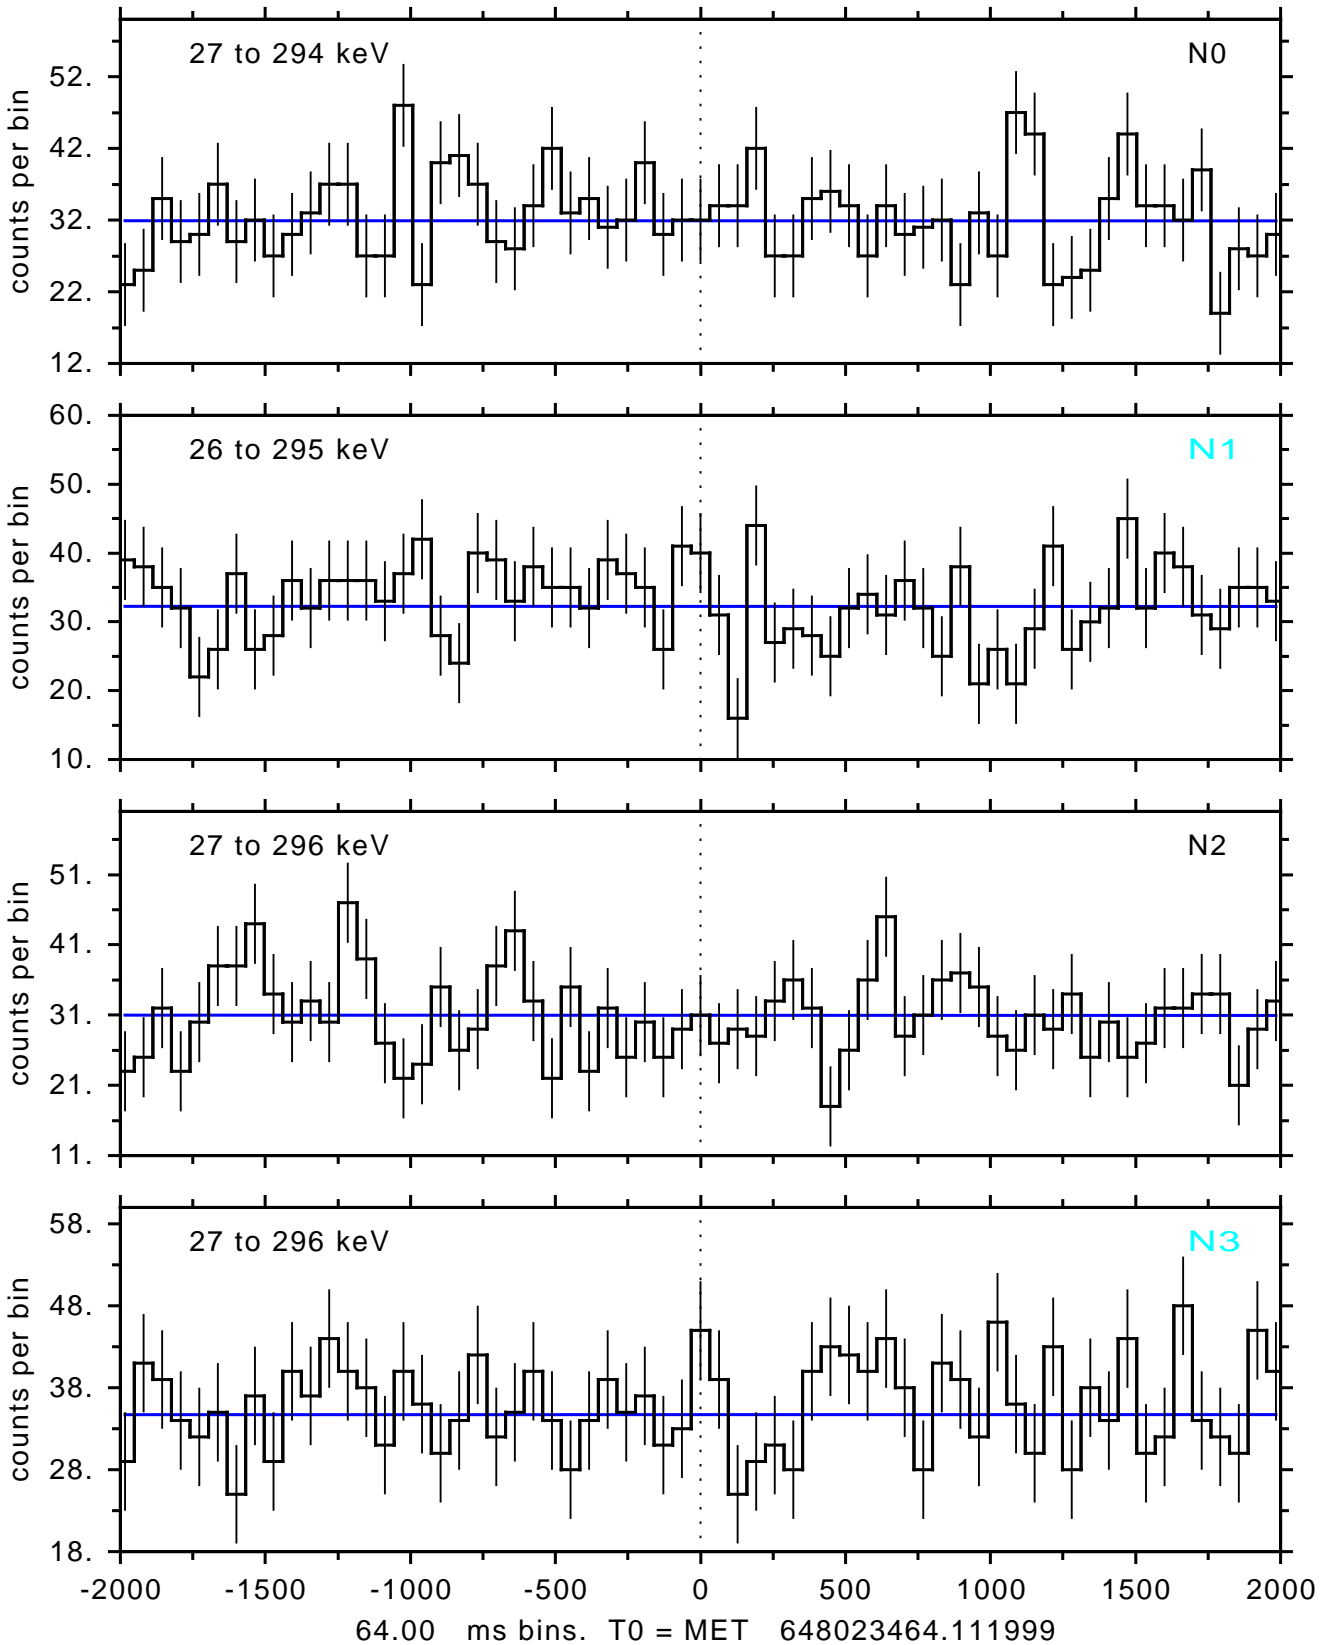 27 to 294 keV N0
52.
42.
32.
22.
12.
counts per bin
60.
26 to 295 keV N1
50.
40.
30.
20.
10.
counts per bin
27 to 296 keV N2
51.
41.
31.
21.
11.
counts per bin
58.
27 to 296 keV N3
48.
38.
28.
18.
counts per bin
-2000 -1500 -1000 -500 0 500 1000 1500 2000
64.00 ms bins. T0 = MET 648023464.111999